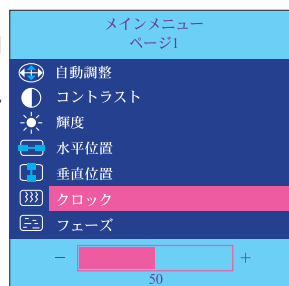 メインメニュー
ページ1
自動調整
コントラスト
輝度
水平位置
垂直位置
クロック
フェーズ
− +
50